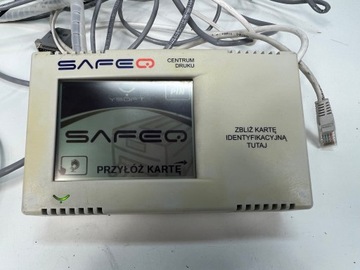 SAFEQ
CENTRUM
DRUKU
SAFEQ
PRZYŁÓŻ KARTĘ
ZBLIŻ KARTĘ
IDENTYFIKACYJNĄ
TUTAJ